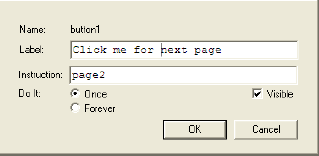 Name: button1
Label: Click me for next page
Instruction: page2
Do It: Once Visible
Forever
OK Cancel